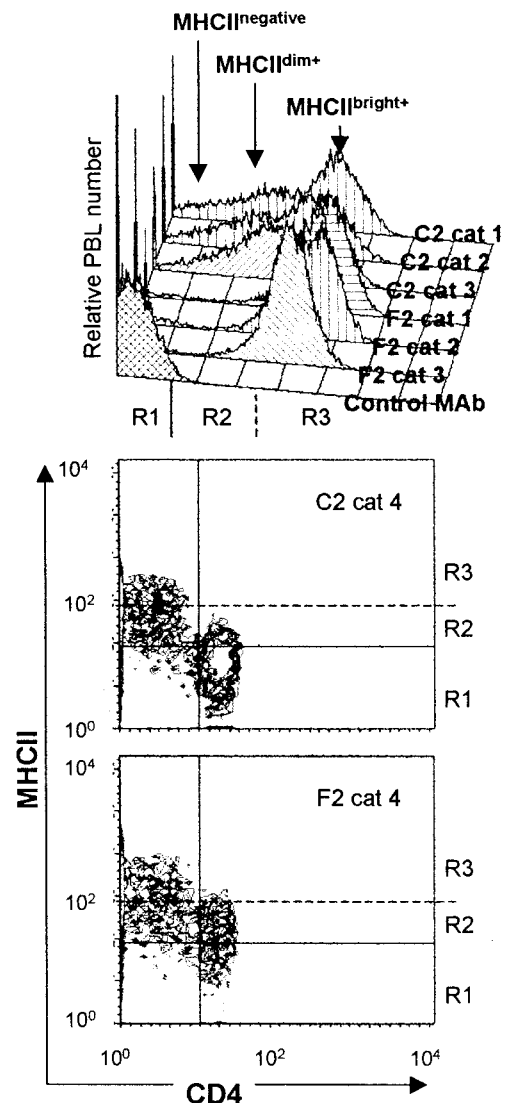 MHCII^negative
MHCII^dim+
MHCII^bright+
Relative PBL number
C2 cat 1
C2 cat 2
C2 cat 3
F2 cat 1
F2 cat 2
F2 cat 3
Control MAb
R1 R2 R3
10^4
C2 cat 4
R3
10^2
R2
R1
10^0
MHCII
10^4
F2 cat 4
R3
10^2
R2
R1
10^0
10^0 10^2 10^4
CD4